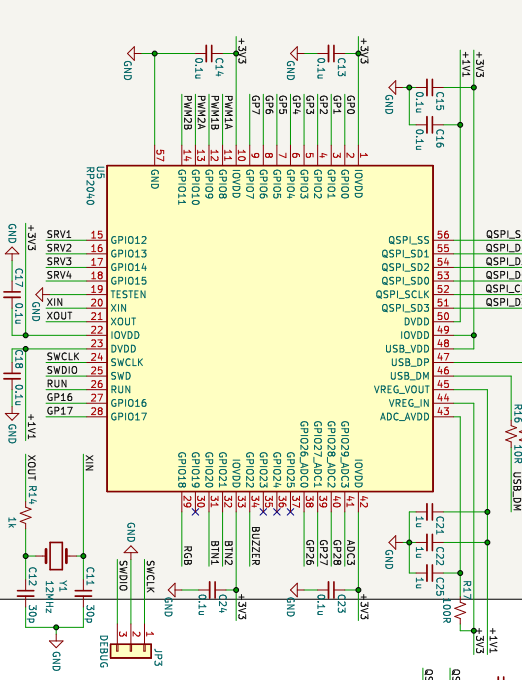 +3V3
GND
0.1u
C14
+3V3
GND
0.1u
C13
+1V1
+3V3
GND
0.1u
C15
0.1u
C16
PWM2B
PWM2A
PWM1B
PWM1A
GP7
GP6
GP5
GP4
GP3
GP2
GP1
GP0
57
14
13
12
11
10
9
8
7
6
5
4
3
2
1
U5
RP2040
GND
GPIO11
GPIO10
GPIO9
GPIO8
IOVDD
GPIO7
GPIO6
GPIO5
GPIO4
GPIO3
GPIO2
GPIO1
GPIO0
IOVDD
SRV1 15 GPIO12
SRV2 16 GPIO13
SRV3 17 GPIO14
SRV4 18 GPIO15
19 TESTEN
XIN 20 XIN
XOUT 21 XOUT
22 IOVDD
23 DVDD
SWCLK 24 SWCLK
SWDIO 25 SWD
RUN 26 RUN
GP16 27 GPIO16
GP17 28 GPIO17
GND
+3V3
C17
0.1u
GND
C18
0.1u
GND
+1V1
QSPI_SS 56 QSPI_S
QSPI_SD1 55 QSPI_D
QSPI_SD2 54 QSPI_D
QSPI_SD0 53 QSPI_D
QSPI_SCLK 52 QSPI_C
QSPI_SD3 51 QSPI_D
DVDD 50
IOVDD 49
USB_VDD 48
USB_DP 47
USB_DM 46
VREG_VOUT 45
VREG_IN 44
ADC_AVDD 43
R16
10R
USB_DM
GPIO18
GPIO19
GPIO20
GPIO21
IOVDD
GPIO22
GPIO23
GPIO24
GPIO25
GPIO26_ADC0
GPIO27_ADC1
GPIO28_ADC2
GPIO29_ADC3
IOVDD
29
30
31
32
33
34
35
36
37
38
39
40
41
42
RGB
BTN1
BTN2
BUZZER
GP26
GP27
GP28
ADC3
XOUT
XIN
R14
1k
C12
30p
Y1
12MHz
C11
30p
GND
GND
SWDIO
SWCLK
3
2
1
DEBUG
JP3
GND
0.1u
C24
+3V3
GND
0.1u
C23
+3V3
GND
1u
C21
1u
C22
1u
C25
R17
100R
+3V3
+1V1
QS
QS